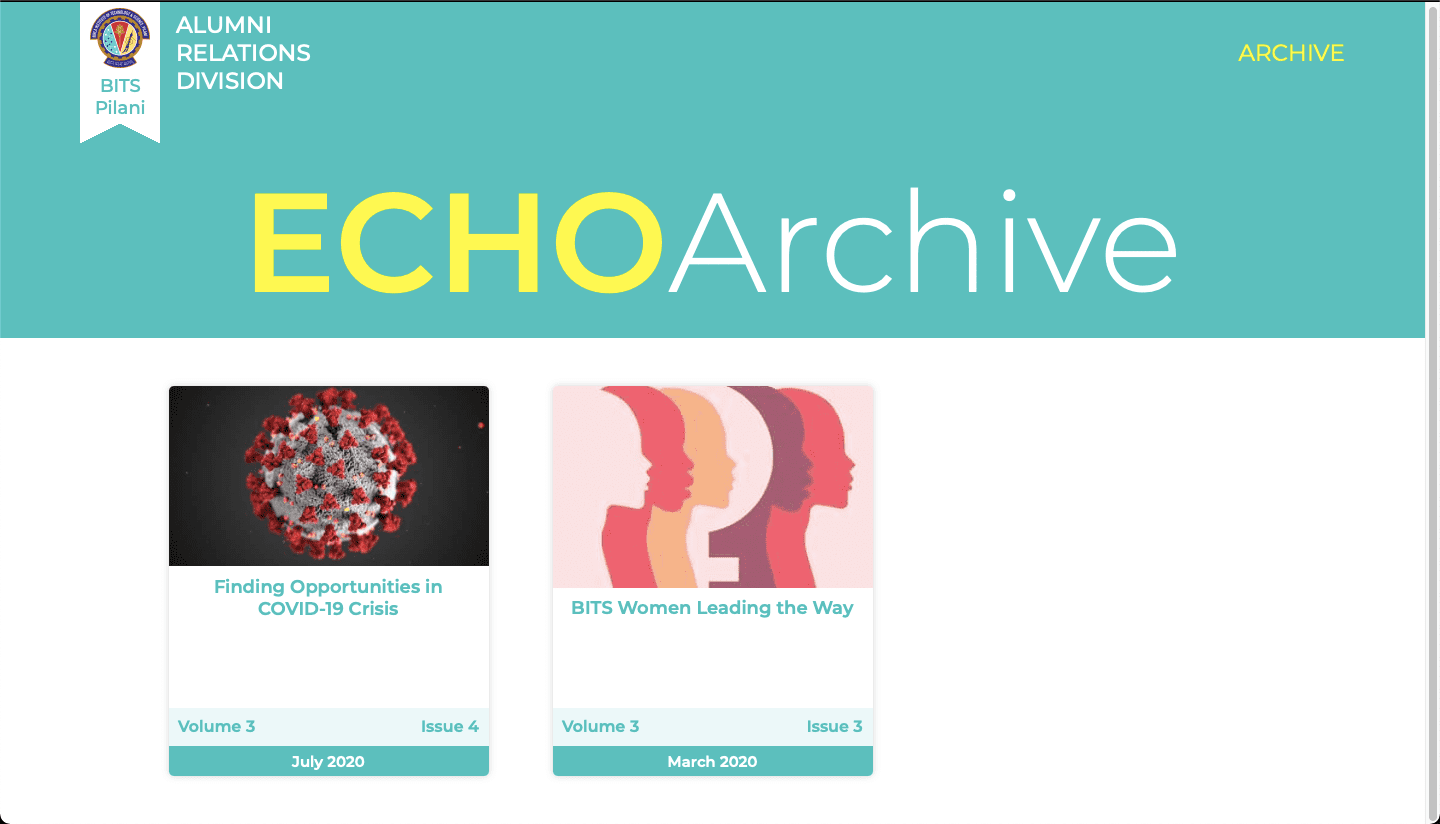 BITS
Pilani
ALUMNI
RELATIONS
DIVISION
ARCHIVE
ECHOArchive
Finding Opportunities in
COVID-19 Crisis
Volume 3 Issue 4
July 2020
BITS Women Leading the Way
Volume 3 Issue 3
March 2020